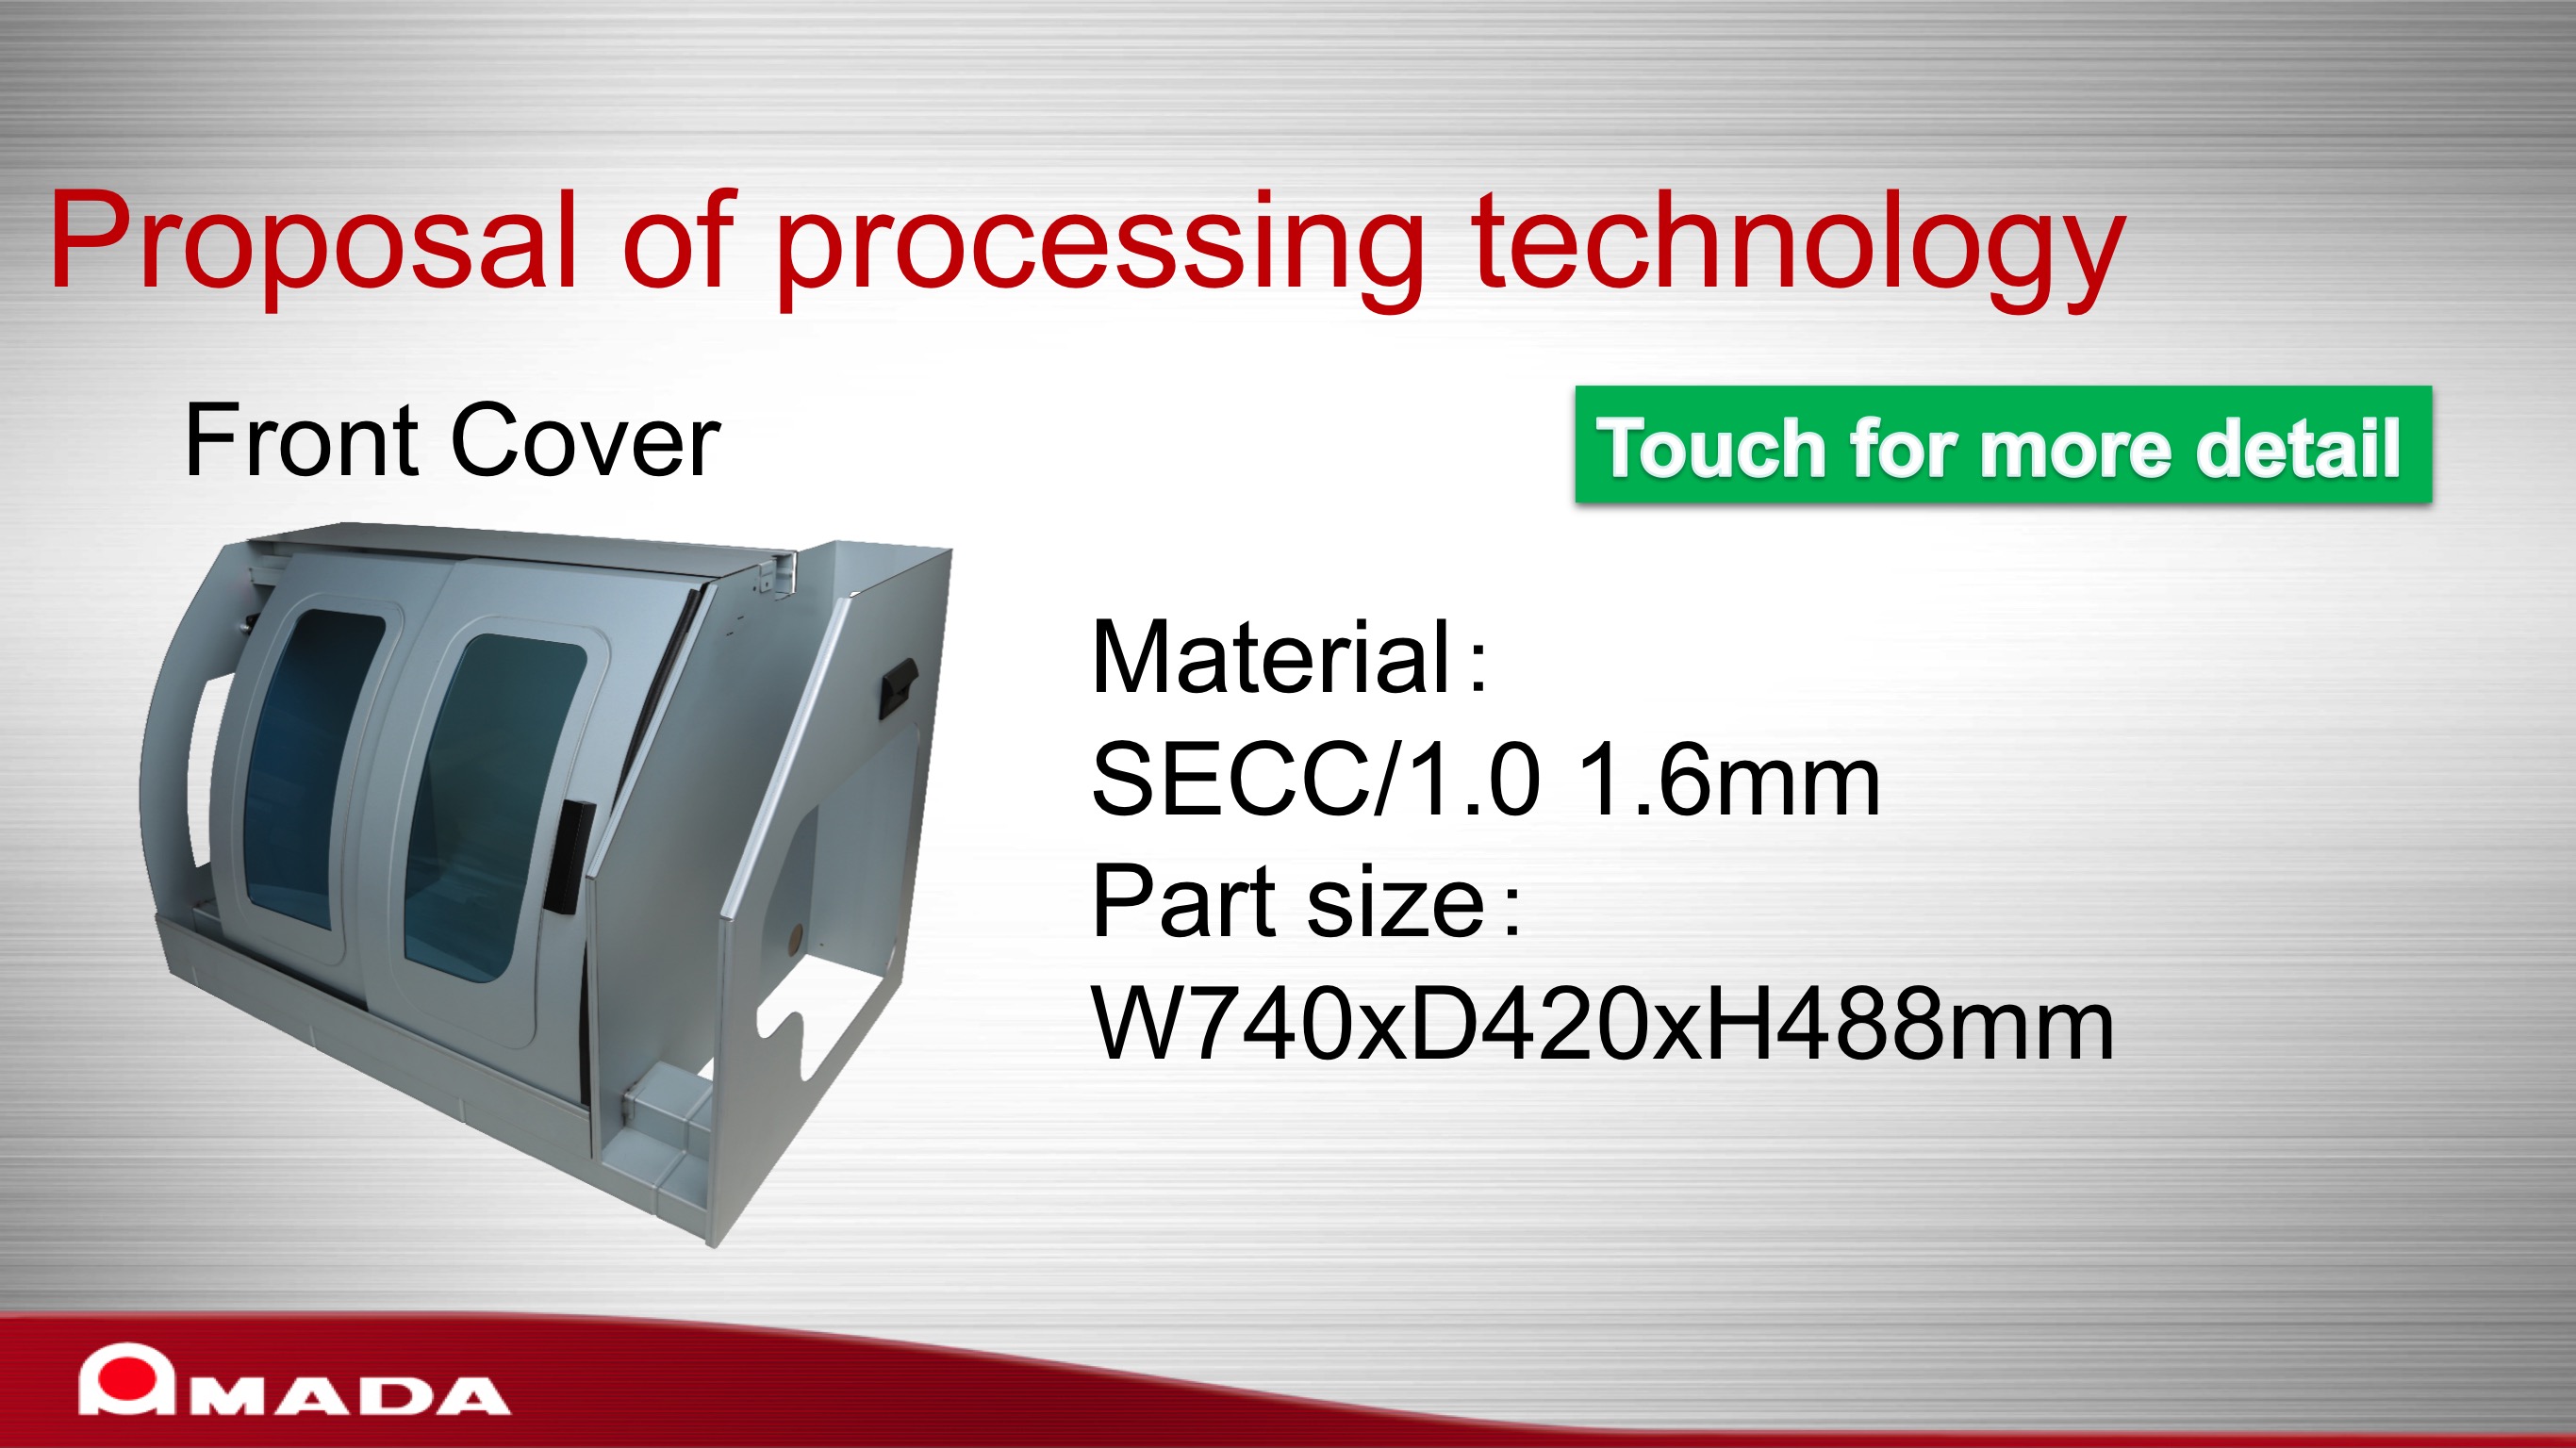 Proposal of processing technology
Front Cover
Touch for more detail
Material：
SECC/1.0 1.6mm
Part size：
W740xD420xH488mm
AMADA